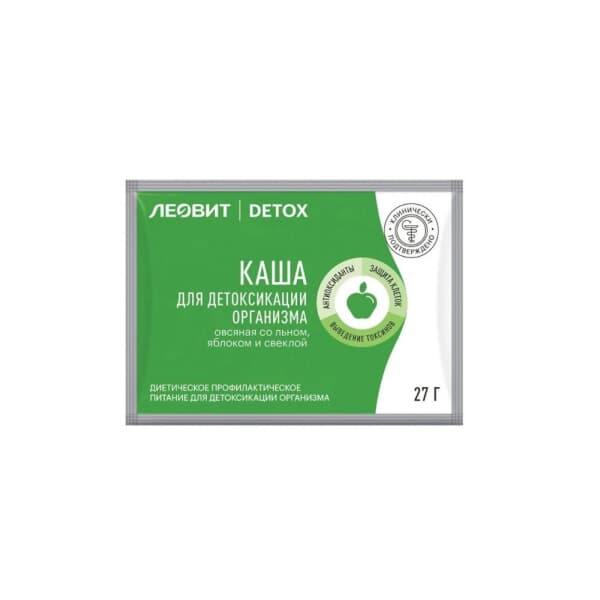 ЛЕОВИТ | DETOX
КЛИНИЧЕСКИ
ПОДТВЕРЖДЕНО
КАША
ДЛЯ ДЕТОКСИКАЦИИ
ОРГАНИЗМА
овсяная со льном,
яблоком и свеклой
АНТИОКСИДАНТЫ
ЗАЩИТА КЛЕТОК
ВЫВЕДЕНИЕ ТОКСИНОВ
ДИЕТИЧЕСКОЕ ПРОФИЛАКТИЧЕСКОЕ
ПИТАНИЕ ДЛЯ ДЕТОКСИКАЦИИ ОРГАНИЗМА
27 Г